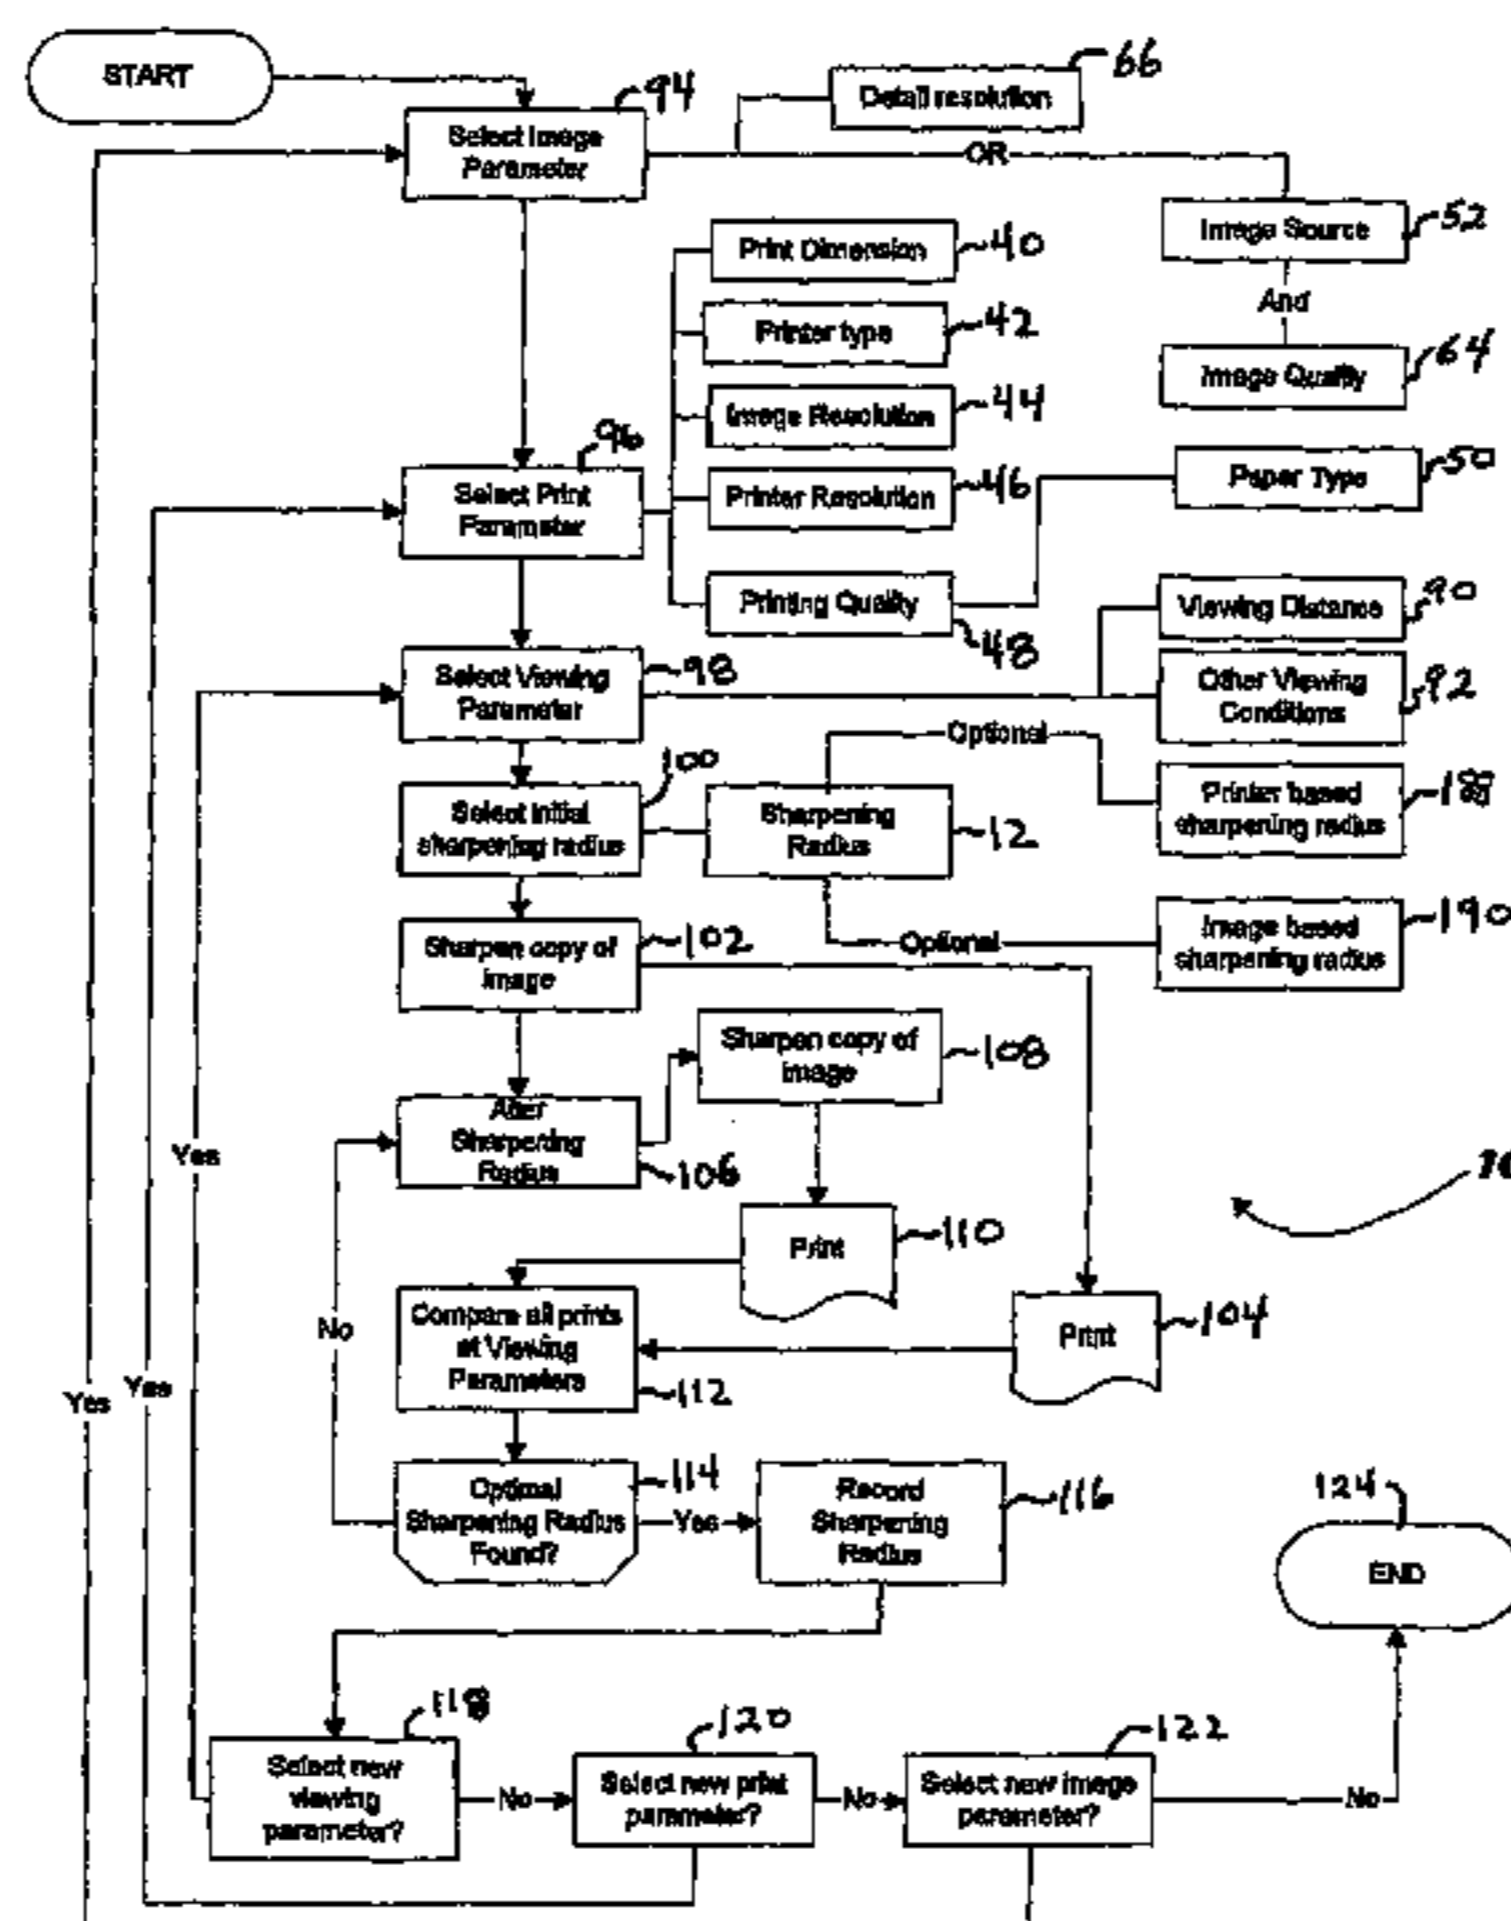 START
66
Detail resolution
94
Select Image
Parameter
OR
Image Source
52
And
Image Quality
64
Print Dimension
40
Printer type
42
Image Resolution
44
Printer Resolution
46
Printing Quality
48
Paper Type
50
96
Select Print
Parameter
Viewing Distance
90
98
Select Viewing
Parameter
Other Viewing
Conditions
92
Optional
100
Select initial
sharpening radius
Sharpening
Radius
12
Printer based
sharpening radius
Optional
Image based
sharpening radius
190
Sharpen copy of
image
102
Sharpen copy of
image
108
Alter
Sharpening
Radius
106
Yes
Print
110
Compare all prints
at Viewing
Parameters
112
Print
104
No
Yes
Yes
Optimal
Sharpening Radius
Found?
114
Yes
Record
Sharpening
Radius
116
124
END
118
Select new
viewing
parameter?
No
120
Select new print
parameter?
No
122
Select new image
parameter?
No